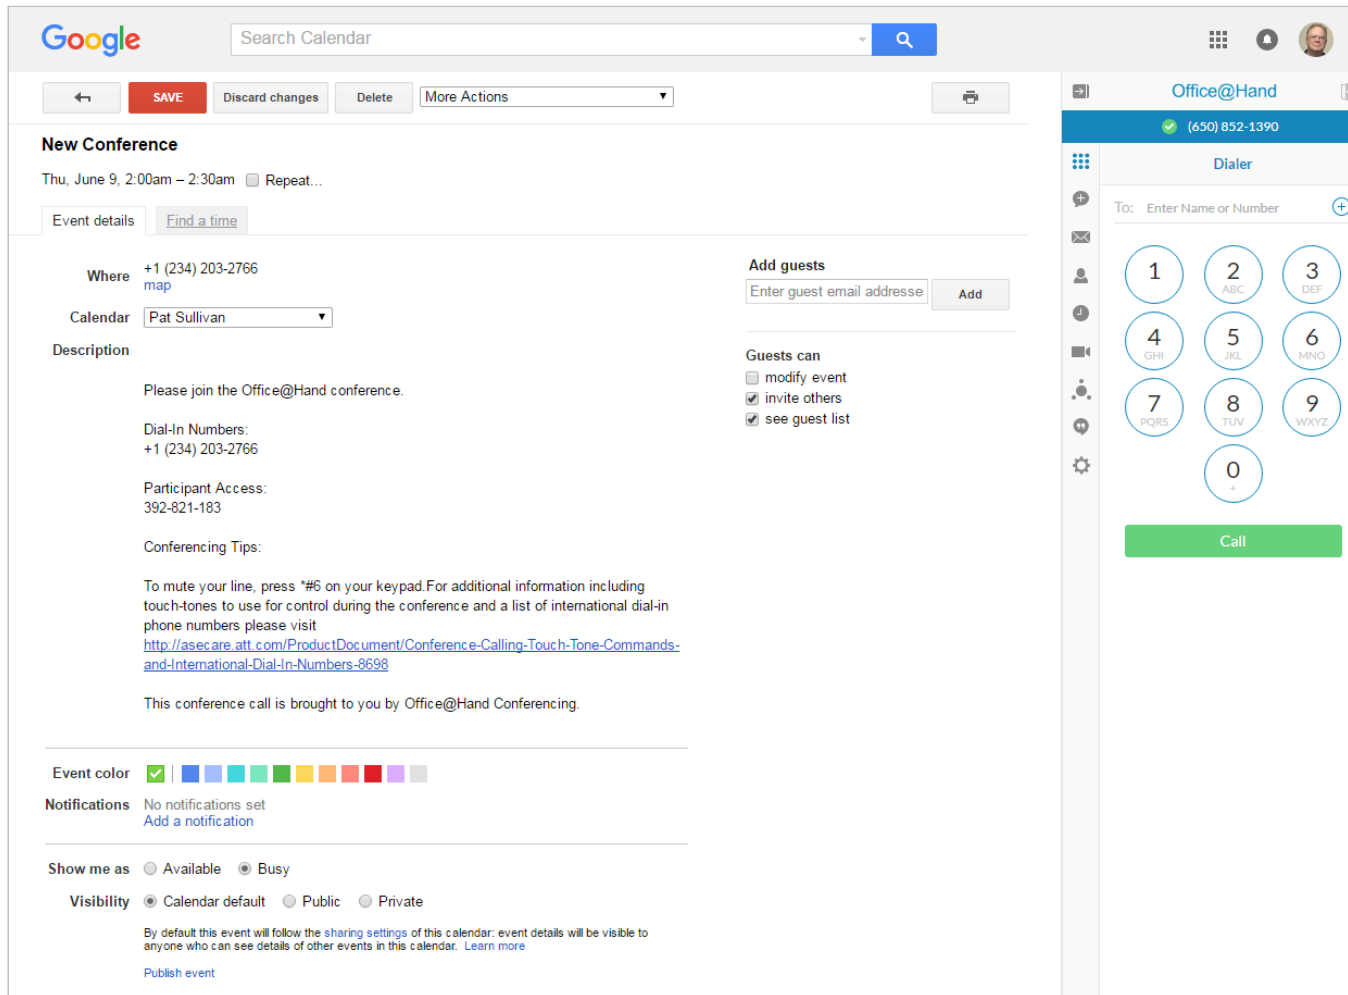 Google
Search Calendar
SAVE
Discard changes
Delete
More Actions
New Conference
Thu, June 9, 2:00am – 2:30am Repeat...
Event details
Find a time
Where +1 (234) 203-2766
map
Calendar Pat Sullivan
Description
Please join the Office@Hand conference.
Dial-In Numbers:
+1 (234) 203-2766
Participant Access:
392-821-183
Conferencing Tips:
To mute your line, press *#6 on your keypad.For additional information including
touch-tones to use for control during the conference and a list of international dial-in
phone numbers please visit
http://asecare.att.com/ProductDocument/Conference-Calling-Touch-Tone-Commands-
and-International-Dial-In-Numbers-8698
This conference call is brought to you by Office@Hand Conferencing.
Event color
Notifications No notifications set
Add a notification
Show me as Available Busy
Visibility Calendar default Public Private
By default this event will follow the sharing settings of this calendar: event details will be visible to
anyone who can see details of other events in this calendar. Learn more
Publish event
Add guests
Enter guest email addresse
Add
Guests can
modify event
invite others
see guest list
Office@Hand
(650) 852-1390
Dialer
To: Enter Name or Number
1 2 3
ABC DEF
4 5 6
GHI JKL MNO
7 8 9
PQRS TUV WXYZ
0
+
Call